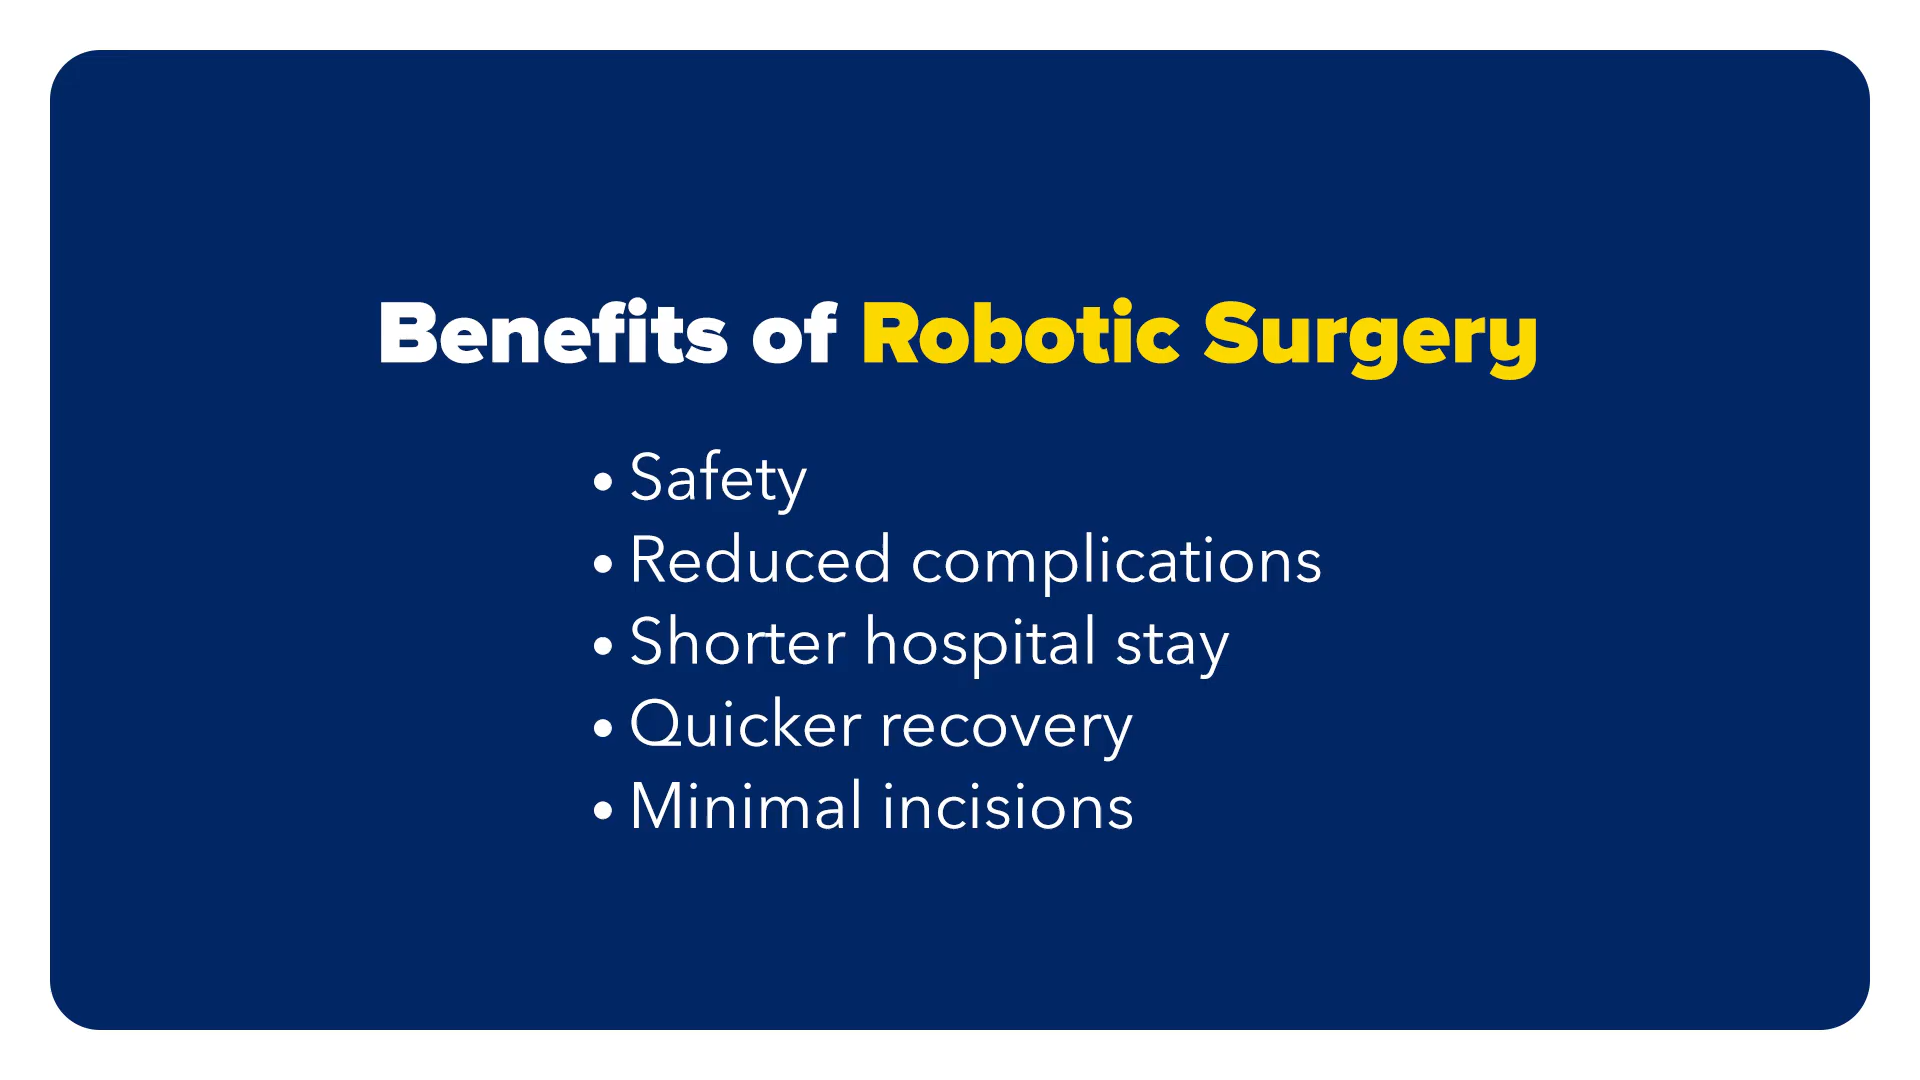 Benefits of Robotic Surgery
• Safety
• Reduced complications
• Shorter hospital stay
• Quicker recovery
• Minimal incisions